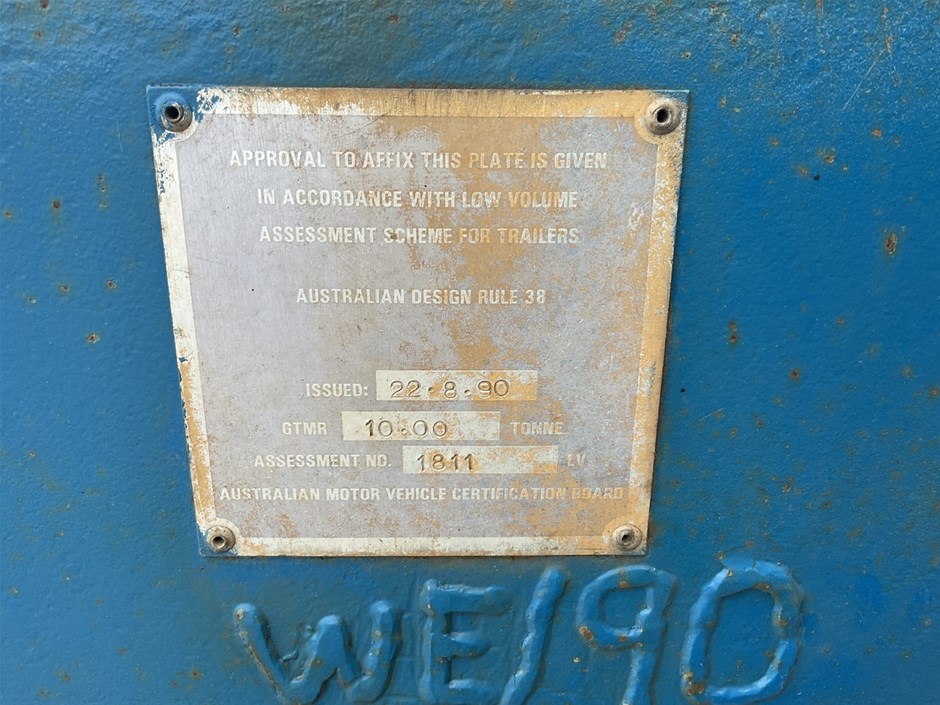 APPROVAL TO AFFIX THIS PLATE IS GIVEN
IN ACCORDANCE WITH LOW VOLUME
ASSESSMENT SCHEME FOR TRAILERS
AUSTRALIAN DESIGN RULE 38
ISSUED: 22-8-90
GTMR 10.00 TONNE
ASSESSMENT NO. 1811 LV
AUSTRALIAN MOTOR VEHICLE CERTIFICATION BOARD
WE/90